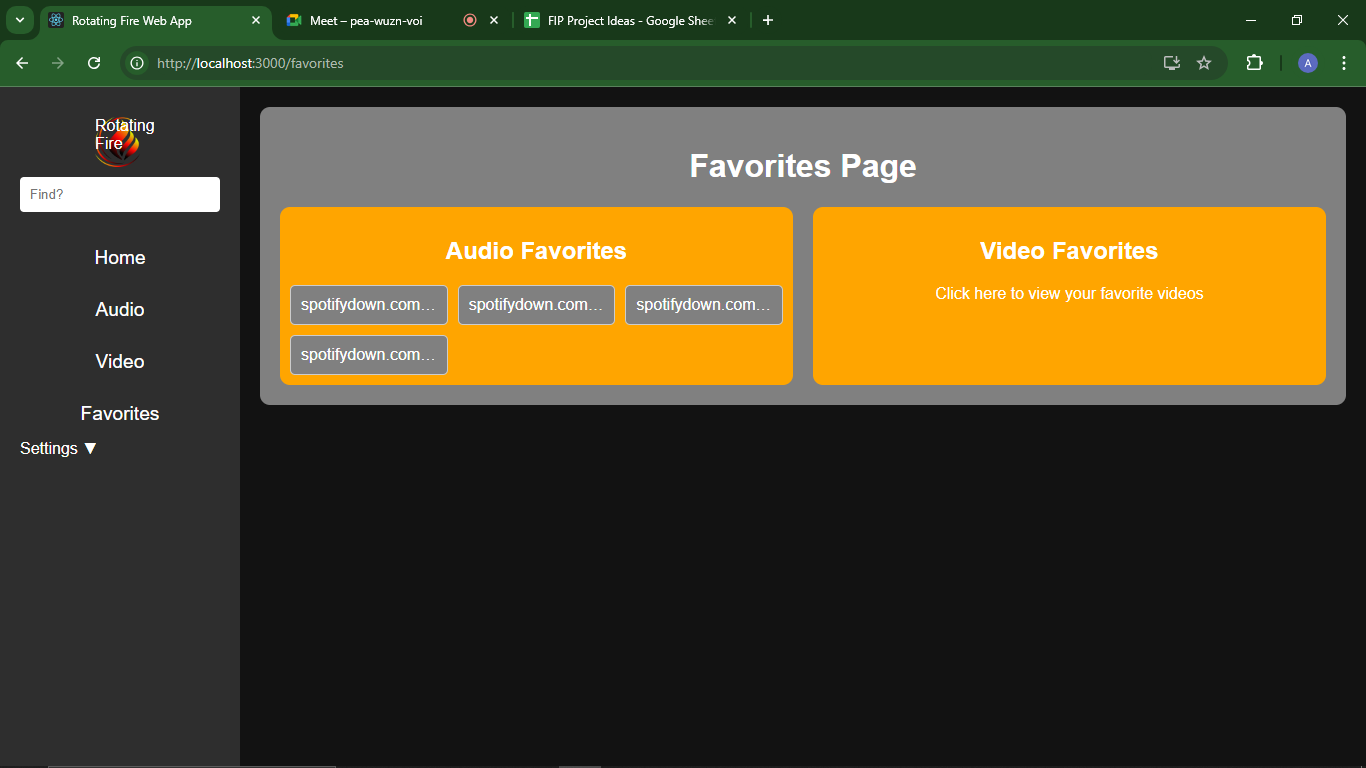 Rotating Fire Web App
Meet – pea-wuzn-voi
FIP Project Ideas - Google Shee
http://localhost:3000/favorites
A
Rotating
Fire
Find?
Home
Audio
Video
Favorites
Settings ▼
Favorites Page
Audio Favorites
spotifydown.com…
spotifydown.com…
spotifydown.com…
spotifydown.com…
Video Favorites
Click here to view your favorite videos